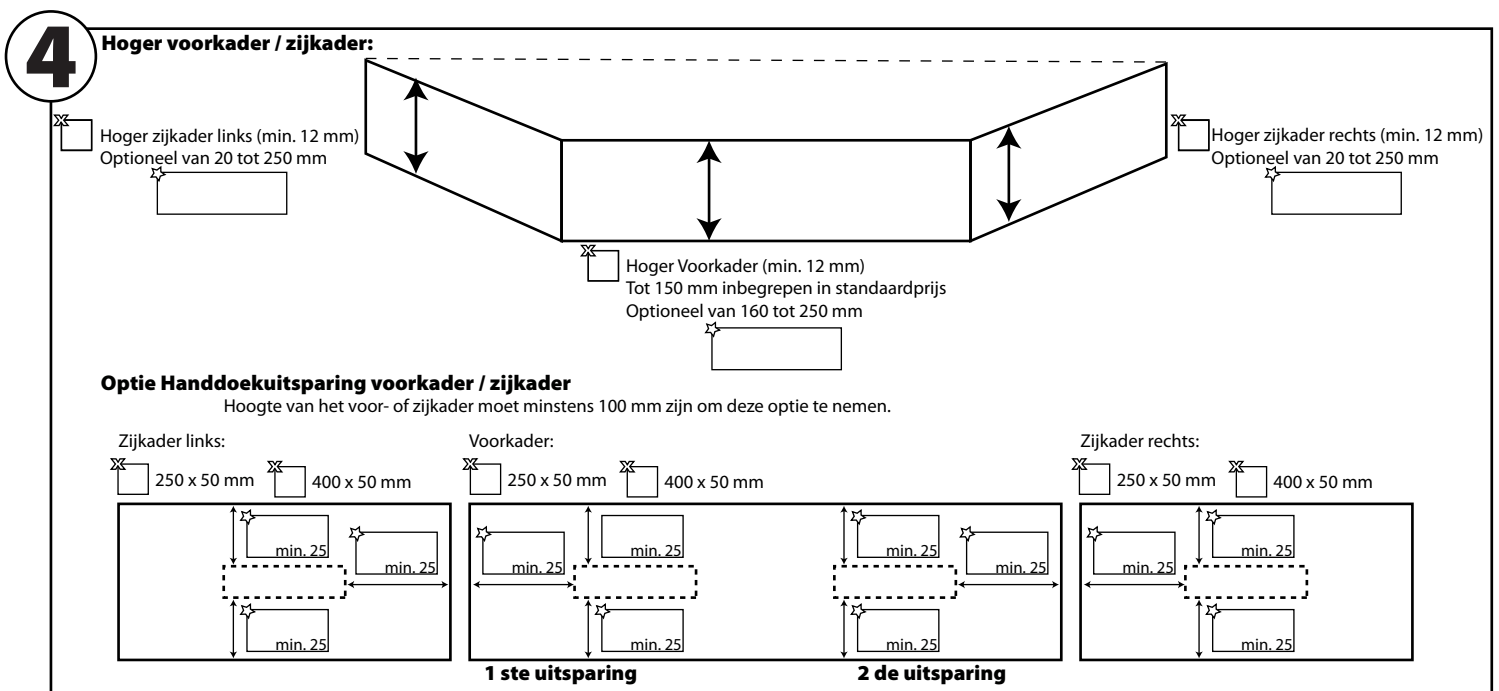 4
Hoger voorkader / zijkader:
Hoger zijkader links (min. 12 mm)
Optioneel van 20 tot 250 mm
Hoger zijkader rechts (min. 12 mm)
Optioneel van 20 tot 250 mm
Hoger Voorkader (min. 12 mm)
Tot 150 mm inbegrepen in standaardprijs
Optioneel van 160 tot 250 mm
Optie Handdoekuitsparing voorkader / zijkader
Hoogte van het voor- of zijkader moet minstens 100 mm zijn om deze optie te nemen.
Zijkader links:
250 x 50 mm
400 x 50 mm
min. 25
min. 25
min. 25
Voorkader:
250 x 50 mm
400 x 50 mm
min. 25
min. 25
min. 25
min. 25
min. 25
min. 25
1 ste uitsparing
2 de uitsparing
Zijkader rechts:
250 x 50 mm
400 x 50 mm
min. 25
min. 25
min. 25